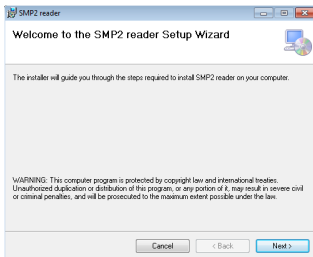 SMP2 reader
Welcome to the SMP2 reader Setup Wizard
The installer will guide you through the steps required to install SMP2 reader on your computer.
WARNING: This computer program is protected by copyright law and international treaties.
Unauthorized duplication or distribution of this program, or any portion of it, may result in severe civil
or criminal penalties, and will be prosecuted to the maximum extent possible under the law.
Cancel < Back Next >